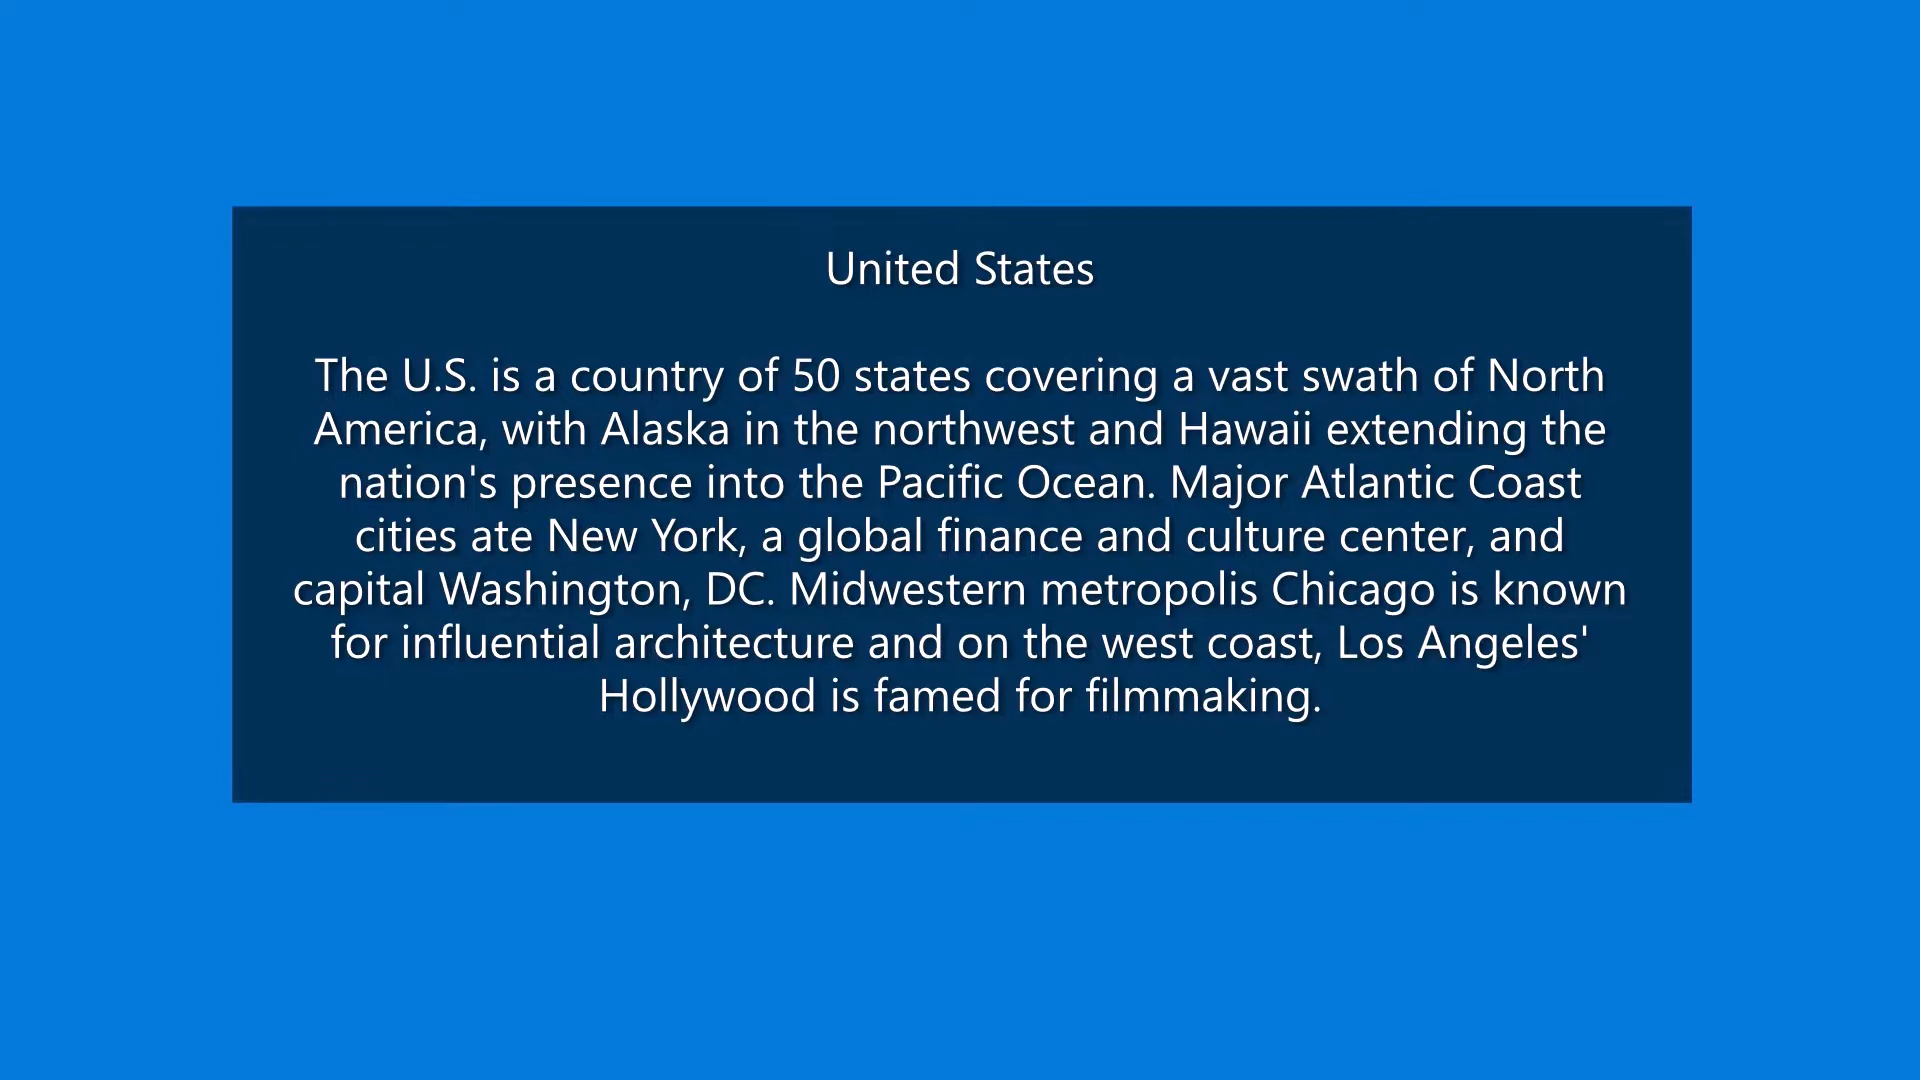 United States
The U.S. is a country of 50 states covering a vast swath of North
America, with Alaska in the northwest and Hawaii extending the
nation's presence into the Pacific Ocean. Major Atlantic Coast
cities ate New York, a global finance and culture center, and
capital Washington, DC. Midwestern metropolis Chicago is known
for influential architecture and on the west coast, Los Angeles'
Hollywood is famed for filmmaking.